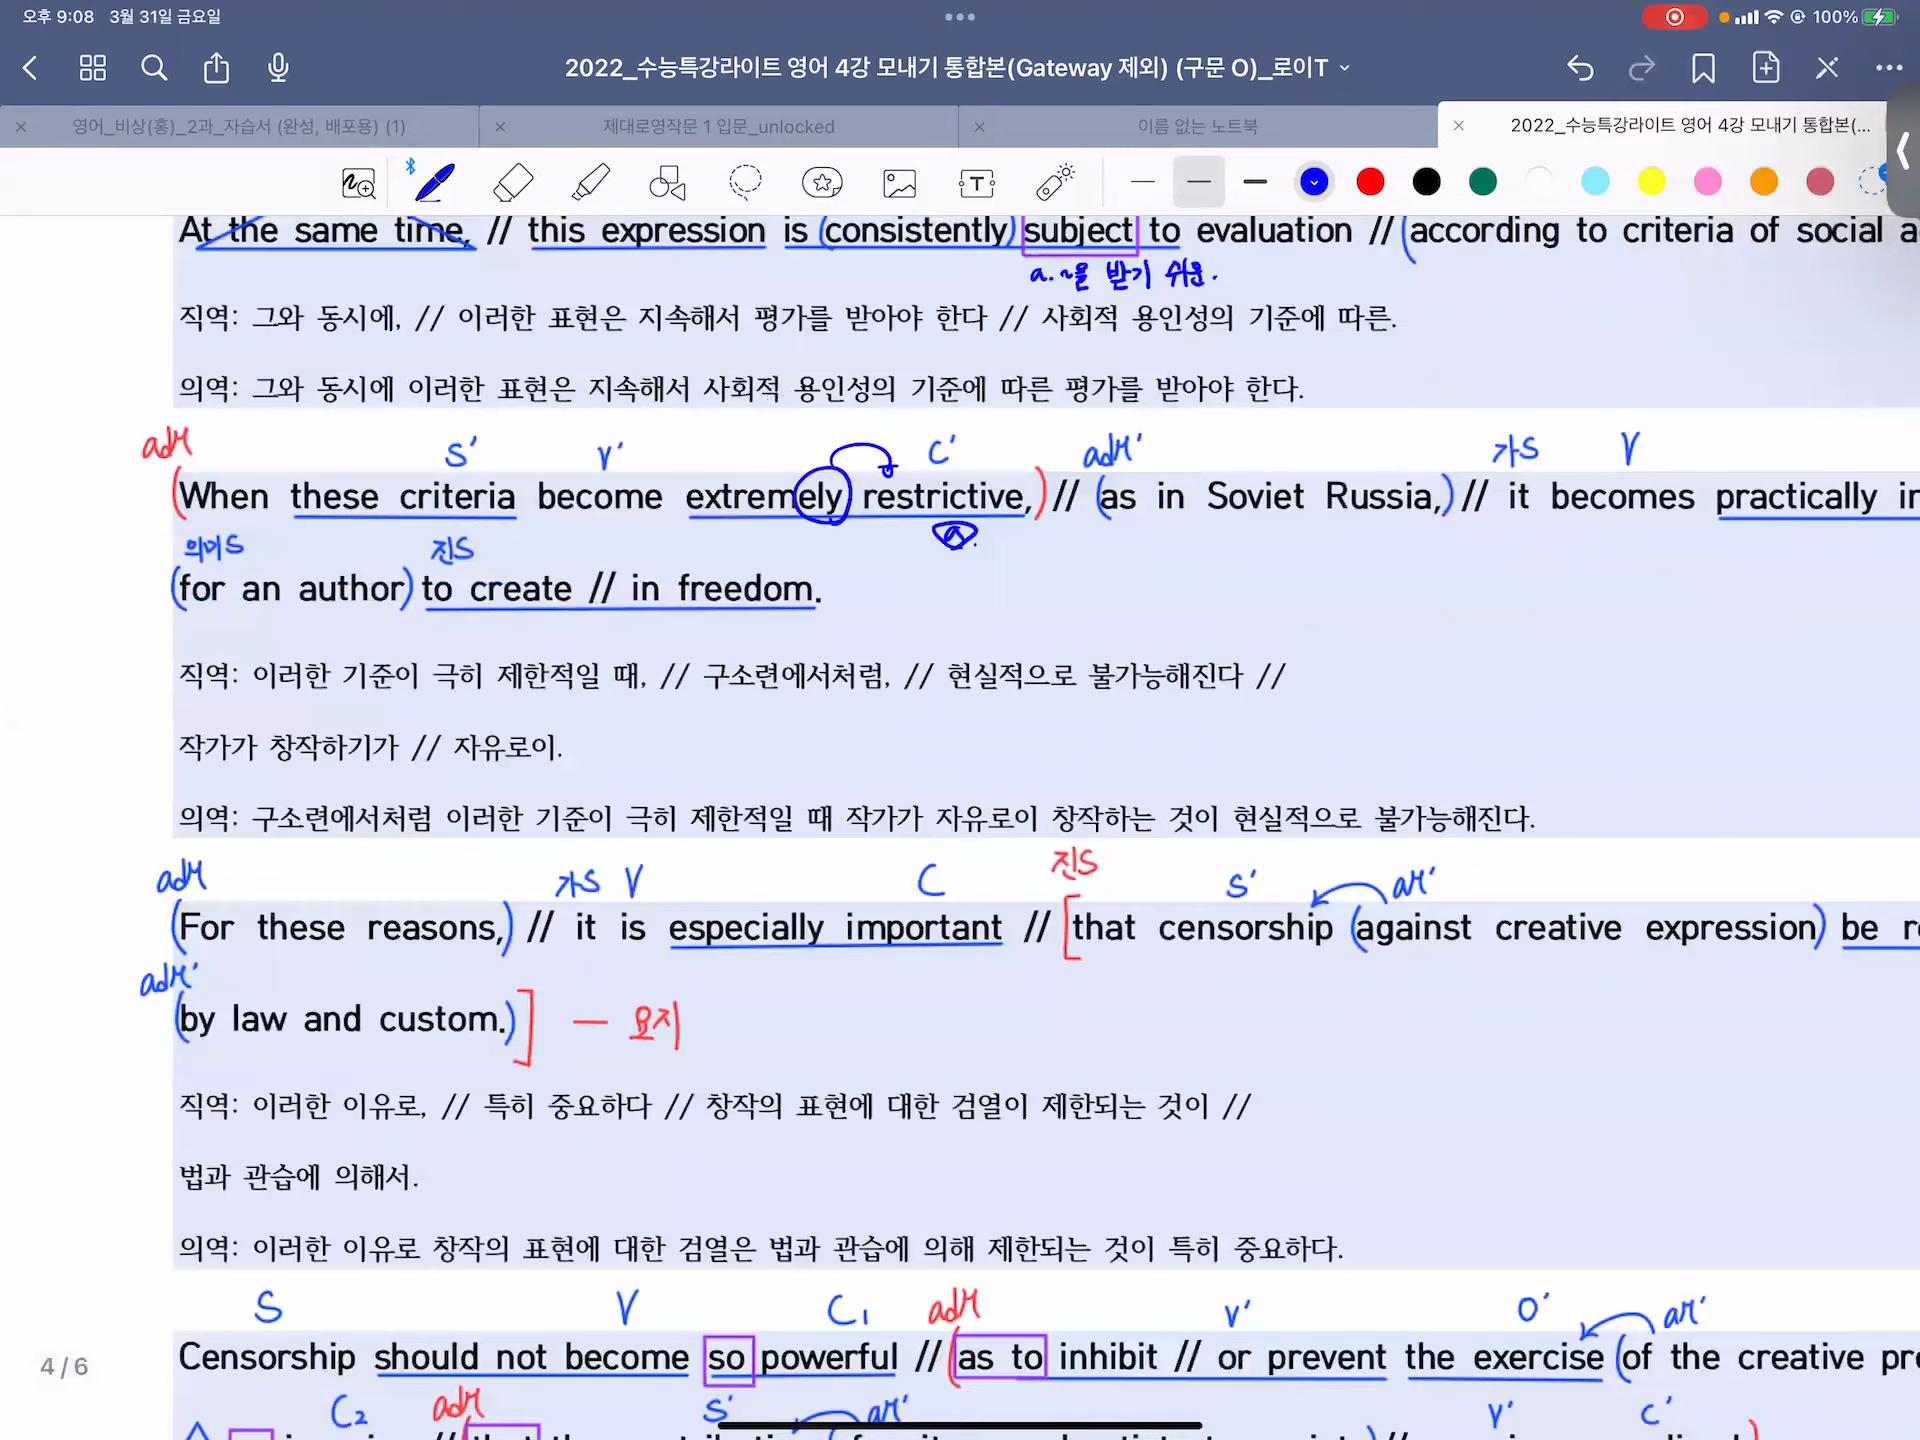 오후 9:08 3월 31일 금요일
100%
2022_수능특강라이트 영어 4강 모내기 통합본(Gateway 제외) (구문 O)_로이T
영어_비상(홍)_2과_자습서 (완성, 배포용) (1)
제대로영작문 1 입문_unlocked
이름 없는 노트북
2022_수능특강라이트 영어 4강 모내기 통합본(...
At the same time, // this expression is (consistently) subject to evaluation // (according to criteria of social a
a. ~을 받기 쉬운.
직역: 그와 동시에, // 이러한 표현은 지속해서 평가를 받아야 한다 // 사회적 용인성의 기준에 따른.
의역: 그와 동시에 이러한 표현은 지속해서 사회적 용인성의 기준에 따른 평가를 받아야 한다.
S' V' C' 가S V
(When these criteria become extremely restrictive,) // (as in Soviet Russia,) // it becomes practically
의미S 진S a.
(for an author) to create // in freedom.
직역: 이러한 기준이 극히 제한적일 때, // 구소련에서처럼, // 현실적으로 불가능해진다 //
작가가 창작하기가 // 자유로이.
의역: 구소련에서처럼 이러한 기준이 극히 제한적일 때 작가가 자유로이 창작하는 것이 현실적으로 불가능해진다.
가S V C 진S S'
(For these reasons,) // it is especially important // [that censorship (against creative expression) be
(by law and custom.)] — 요지
직역: 이러한 이유로, // 특히 중요하다 // 창작의 표현에 대한 검열이 제한되는 것이 //
법과 관습에 의해서.
의역: 이러한 이유로 창작의 표현에 대한 검열은 법과 관습에 의해 제한되는 것이 특히 중요하다.
S V C₁ V' O'
Censorship should not become so powerful // (as to inhibit // or prevent the exercise (of the creative
4 / 6
C₂ S' V' C'